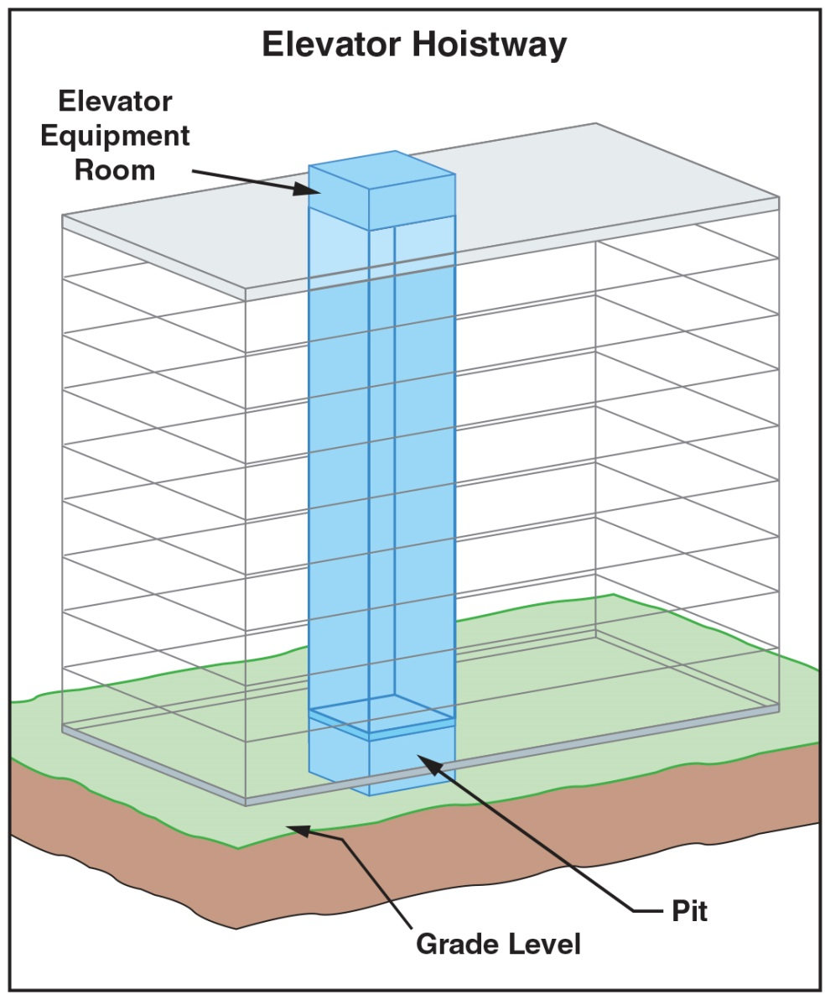 Elevator Hoistway
Elevator
Equipment
Room
Pit
Grade Level